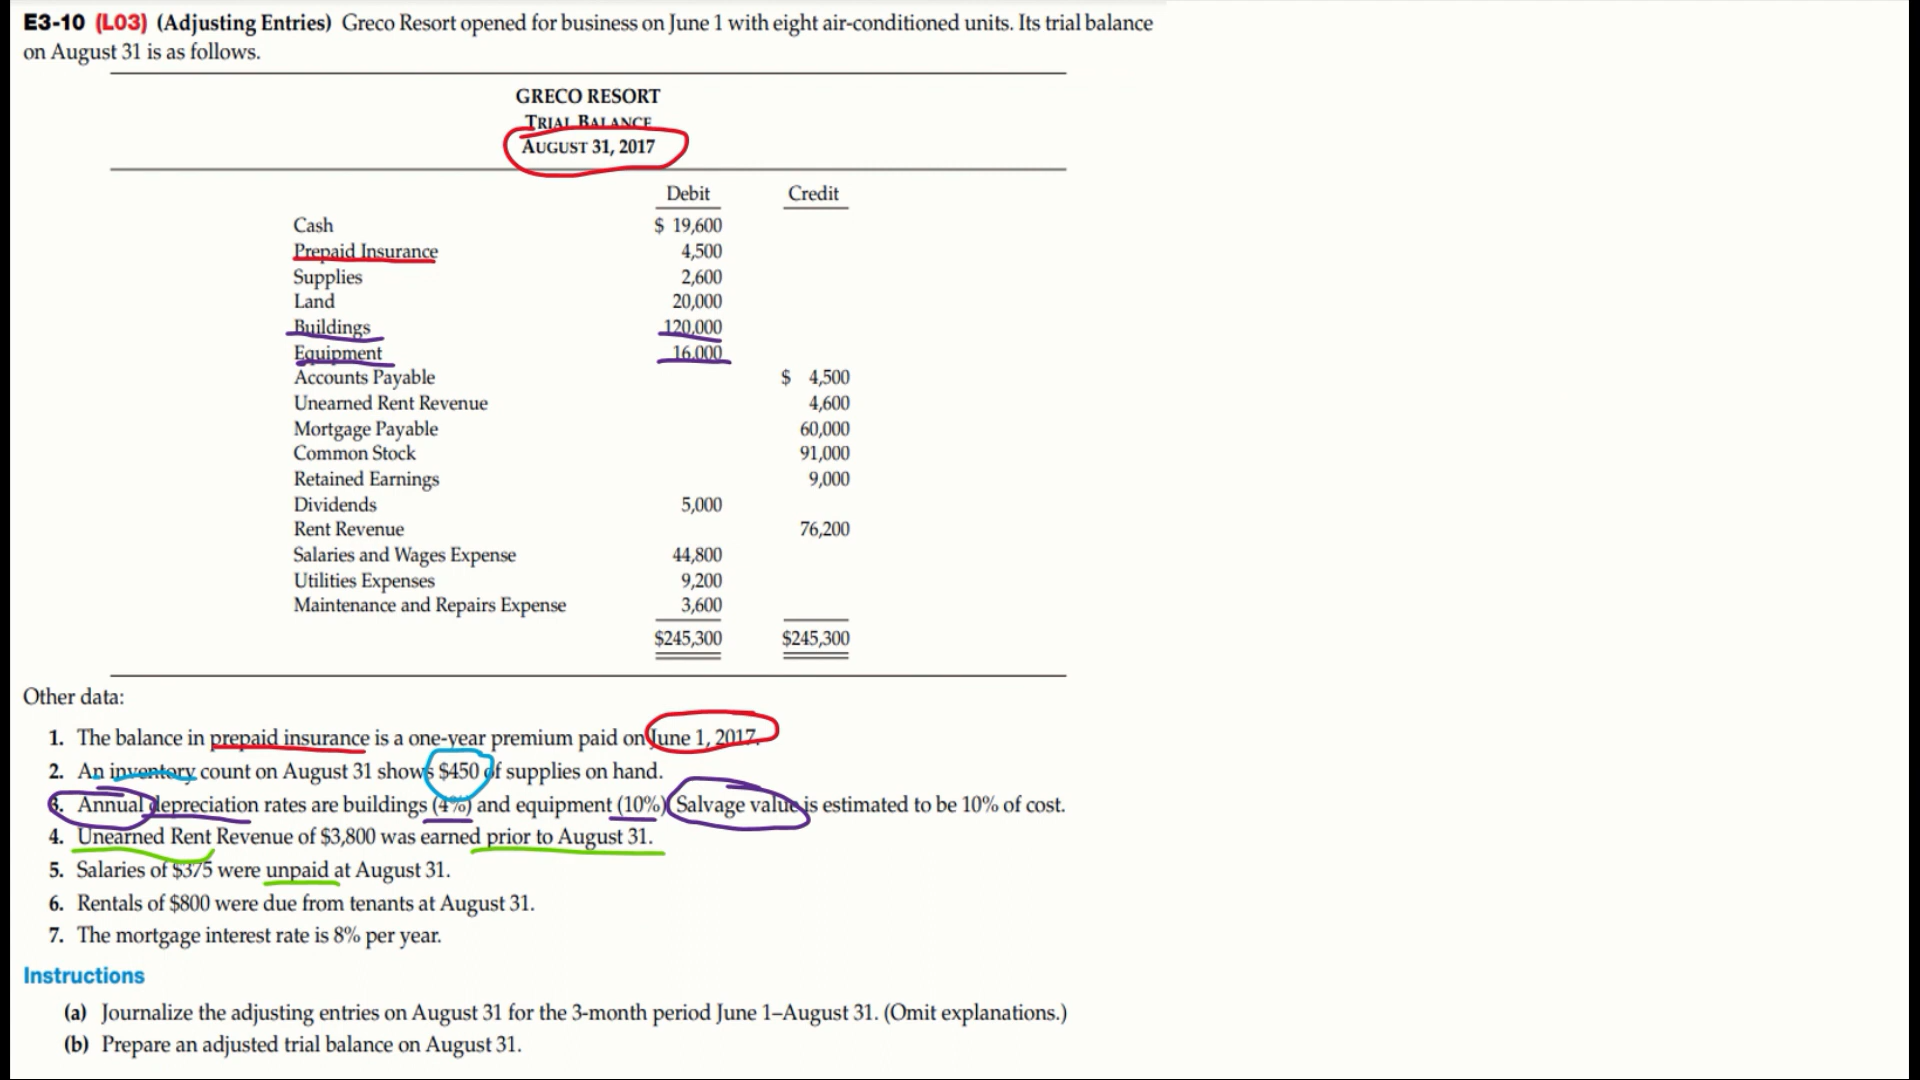 E3-10 (L03) (Adjusting Entries) Greco Resort opened for business on June 1 with eight air-conditioned units. Its trial balance
on August 31 is as follows.
GRECO RESORT
TRIAL BALANCE
AUGUST 31, 2017
Debit Credit
Cash $ 19,600
Prepaid Insurance 4,500
Supplies 2,600
Land 20,000
Buildings 120,000
Equipment 16,000
Accounts Payable $ 4,500
Unearned Rent Revenue 4,600
Mortgage Payable 60,000
Common Stock 91,000
Retained Earnings 9,000
Dividends 5,000
Rent Revenue 76,200
Salaries and Wages Expense 44,800
Utilities Expenses 9,200
Maintenance and Repairs Expense 3,600
$245,300 $245,300
Other data:
1. The balance in prepaid insurance is a one-year premium paid on June 1, 2017.
2. An inventory count on August 31 shows $450 of supplies on hand.
3. Annual depreciation rates are buildings (4%) and equipment (10%) Salvage value is estimated to be 10% of cost.
4. Unearned Rent Revenue of $3,800 was earned prior to August 31.
5. Salaries of $375 were unpaid at August 31.
6. Rentals of $800 were due from tenants at August 31.
7. The mortgage interest rate is 8% per year.
Instructions
(a) Journalize the adjusting entries on August 31 for the 3-month period June 1–August 31. (Omit explanations.)
(b) Prepare an adjusted trial balance on August 31.